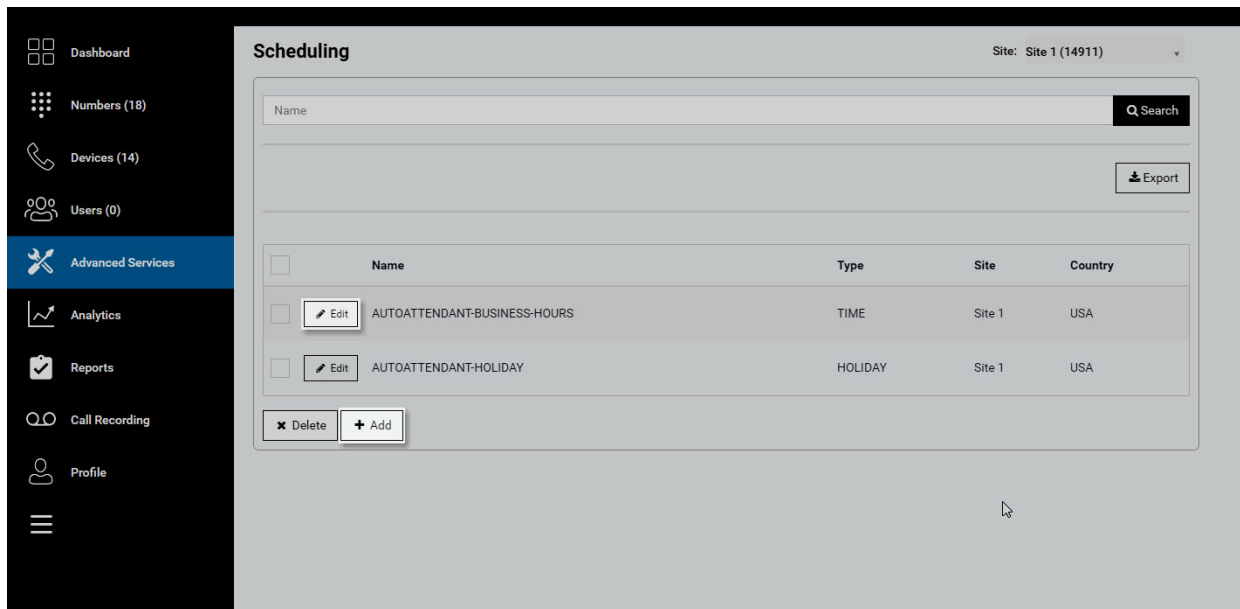 Dashboard
Numbers (18)
Devices (14)
Users (0)
Advanced Services
Analytics
Reports
Call Recording
Profile
Scheduling
Site: Site 1 (14911)
Name
Search
Export
Name Type Site Country
Edit AUTOATTENDANT-BUSINESS-HOURS TIME Site 1 USA
Edit AUTOATTENDANT-HOLIDAY HOLIDAY Site 1 USA
Delete Add